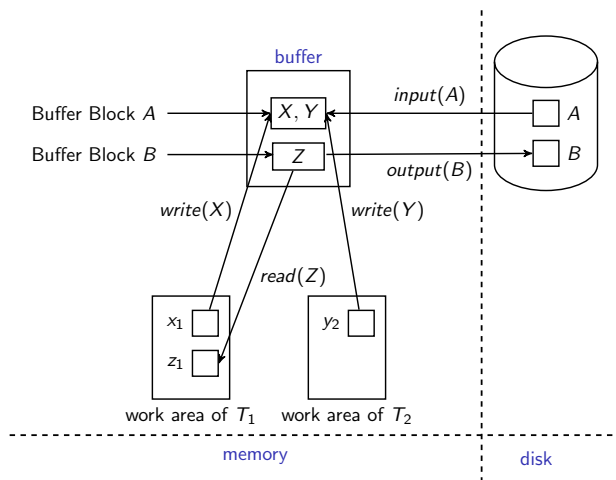 buffer
input(A)
Buffer Block A
X, Y
A
Buffer Block B
Z
B
output(B)
write(X)
write(Y)
read(Z)
x₁
y₂
z₁
work area of T₁
work area of T₂
memory
disk